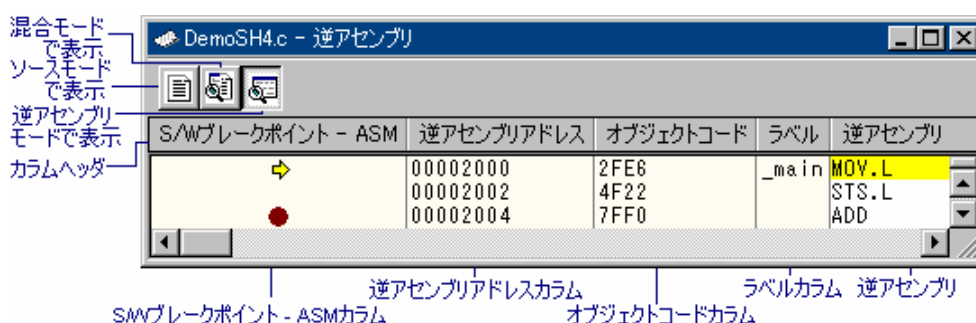 混合モード
で表示
ソースモード
で表示
逆アセンブリ
モードで表示
カラムヘッダ
DemoSH4.c - 逆アセンブリ
S/Wブレークポイント - ASM 逆アセンブリアドレス オブジェクトコード ラベル 逆アセンブリ
00002000 2FE6 _main MOV.L
00002002 4F22 STS.L
00002004 7FF0 ADD
逆アセンブリアドレスカラム ラベルカラム 逆アセンブリ
S/Wブレークポイント - ASMカラム オブジェクトコードカラム